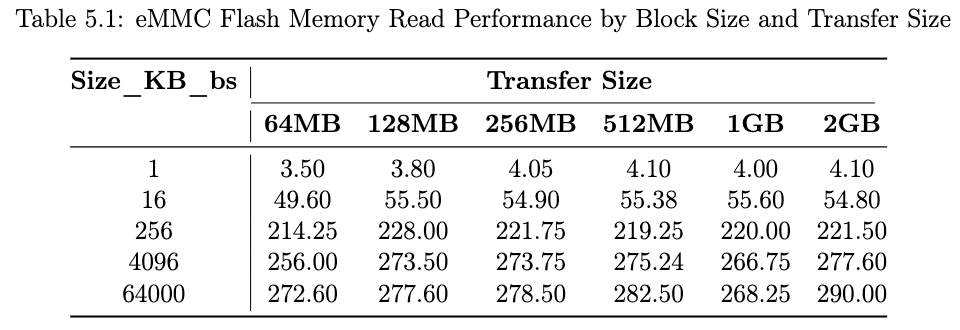 Table 5.1: eMMC Flash Memory Read Performance by Block Size and Transfer Size
Size_KB_bs Transfer Size
64MB 128MB 256MB 512MB 1GB 2GB
1 3.50 3.80 4.05 4.10 4.00 4.10
16 49.60 55.50 54.90 55.38 55.60 54.80
256 214.25 228.00 221.75 219.25 220.00 221.50
4096 256.00 273.50 273.75 275.24 266.75 277.60
64000 272.60 277.60 278.50 282.50 268.25 290.00